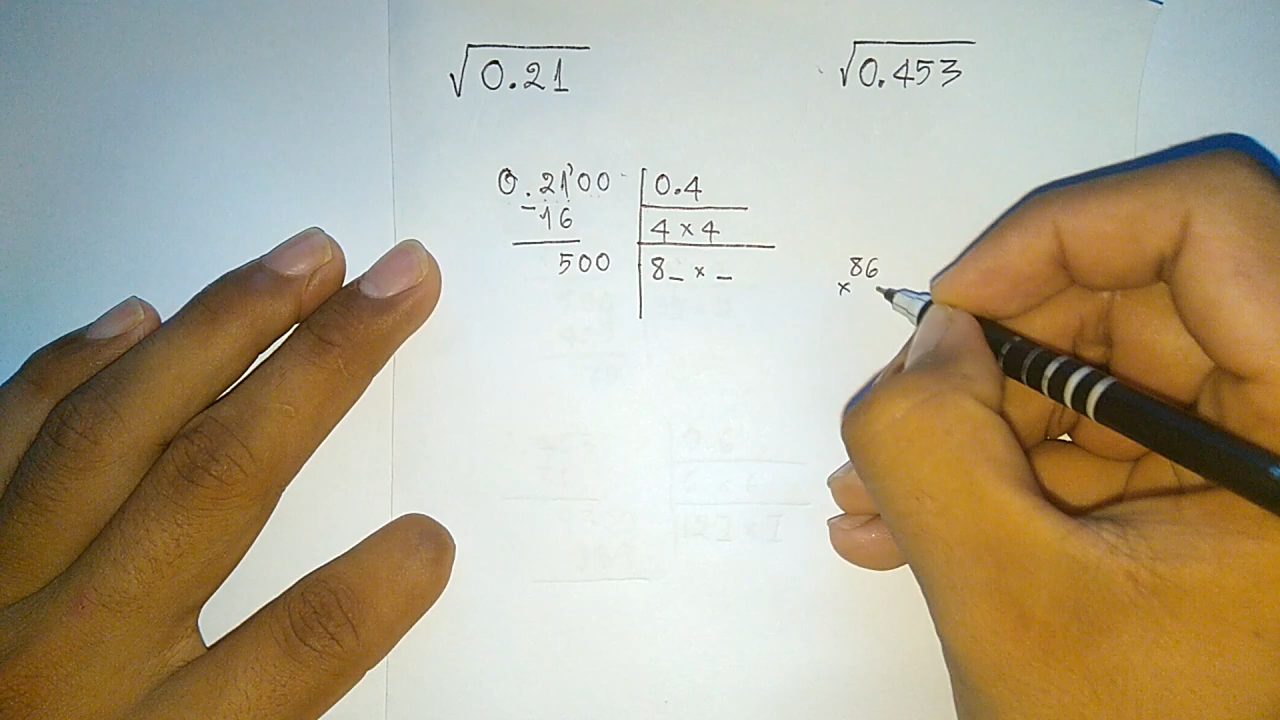 √0.21
√0.453
0.21'00 0.4
-16 4 × 4
500 8_ × _
86
×